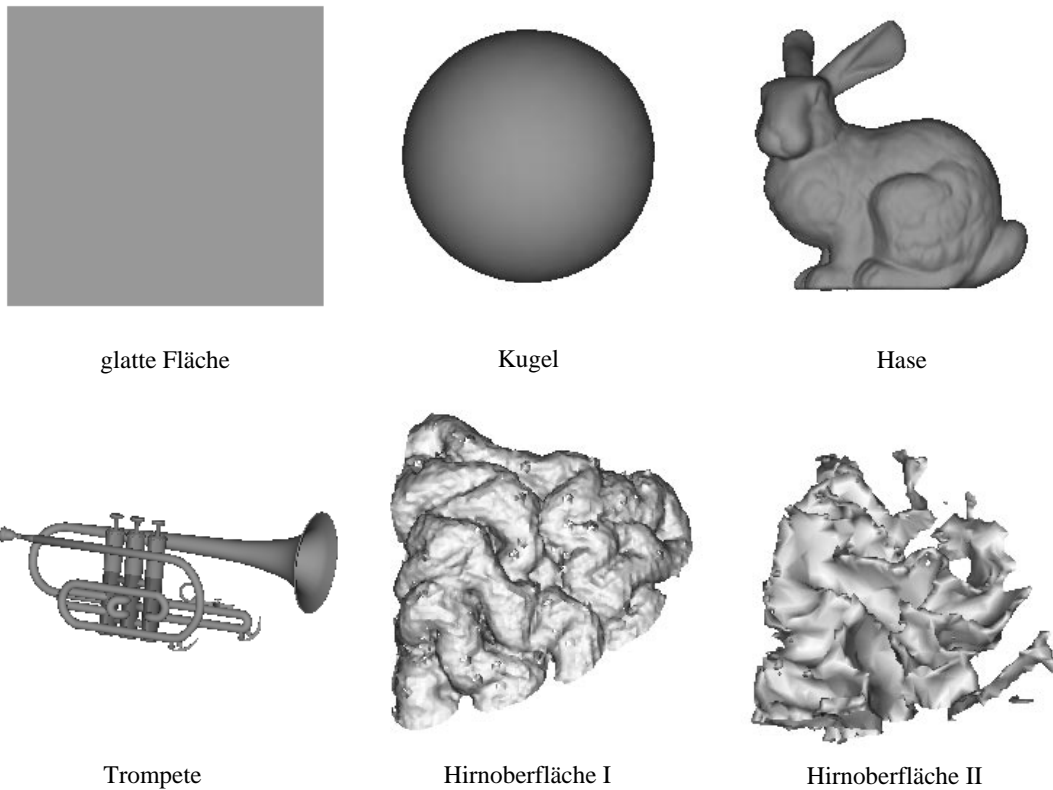 glatte Fläche
Kugel
Hase
Trompete
Hirnoberfläche I
Hirnoberfläche II